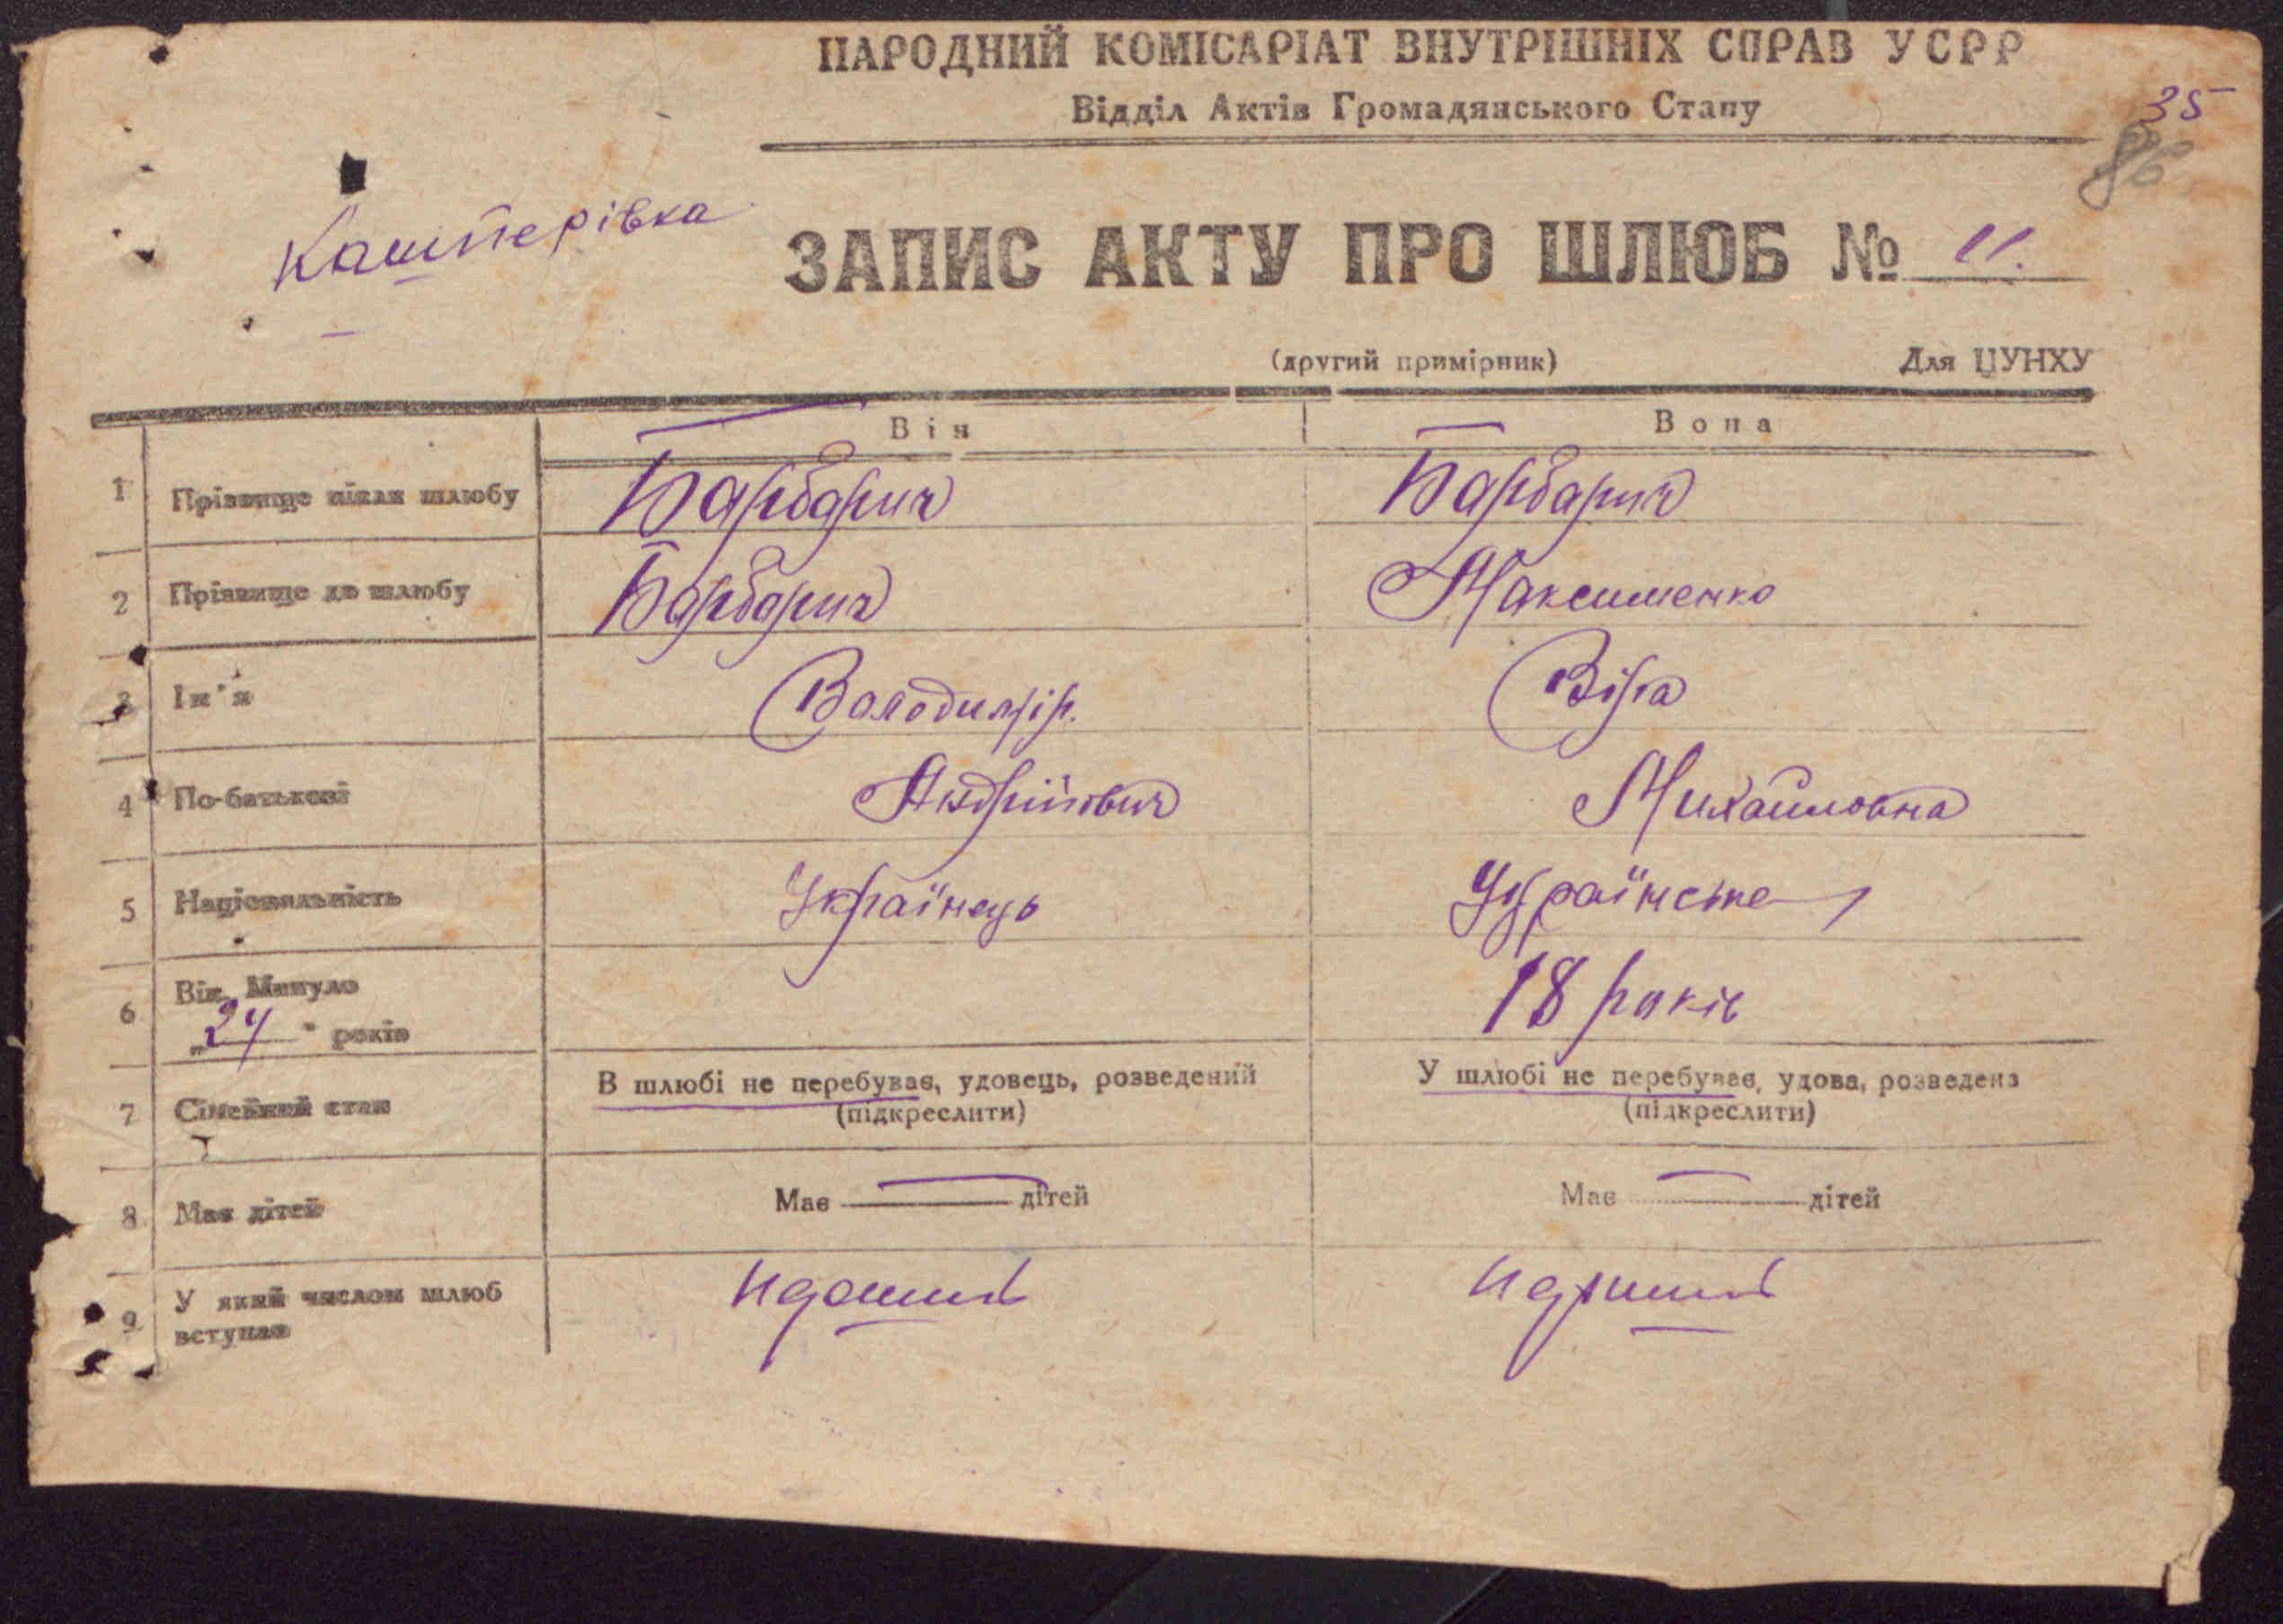 НАРОДНИЙ КОМІСАРІАТ ВНУТРІШНІХ СПРАВ УСРР
Відділ Актів Громадянського Стану
35
86
Каштерівка
ЗАПИС АКТУ ПРО ШЛЮБ № 11.
(другий примірник) Для ЦУНХУ
Він Вона
1 Прізвище після шлюбу Барбарич Барбарич
2 Прізвище до шлюбу Барбарич Максименко
3 Ім'я Володимір. Віра
4 По-батькові Андрійович Михайловна
5 Національність Українець
6 Вік. Минуло 18 років
„24" років
7 Сімейний стан В шлюбі не перебуває, удовець, розведений У шлюбі не перебуває, удова, розведена
(підкреслити) (підкреслити)
8 Має дітей Має — дітей Має — дітей
9 У який числом шлюб
вступає